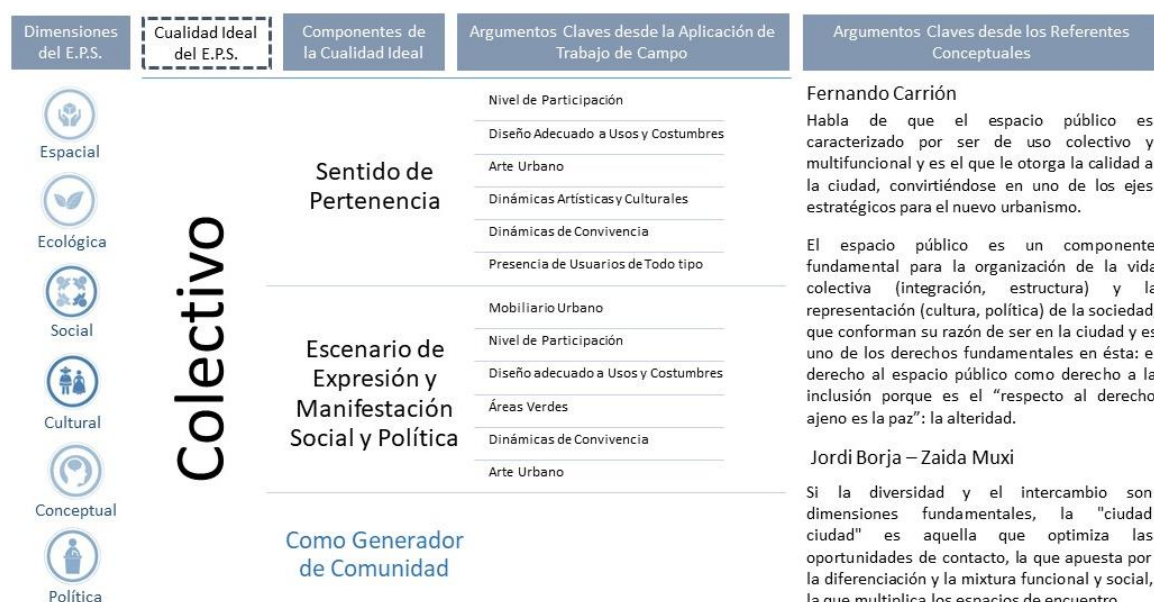 Dimensiones
del E.P.S.
Cualidad Ideal
del E.P.S.
Componentes de
la Cualidad Ideal
Argumentos Claves desde la Aplicación de
Trabajo de Campo
Argumentos Claves desde los Referentes
Conceptuales
Espacial
Ecológica
Social
Cultural
Conceptual
Política
Colectivo
Sentido de
Pertenencia
Nivel de Participación
Diseño Adecuado a Usos y Costumbres
Arte Urbano
Dinámicas Artísticas y Culturales
Dinámicas de Convivencia
Presencia de Usuarios de Todo tipo
Escenario de
Expresión y
Manifestación
Social y Política
Mobiliario Urbano
Nivel de Participación
Diseño adecuado a Usos y Costumbres
Áreas Verdes
Dinámicas de Convivencia
Arte Urbano
Como Generador
de Comunidad
Fernando Carrión
Habla de que el espacio público es
caracterizado por ser de uso colectivo y
multifuncional y es el que le otorga la calidad a
la ciudad, convirtiéndose en uno de los ejes
estratégicos para el nuevo urbanismo.
El espacio público es un componente
fundamental para la organización de la vida
colectiva (integración, estructura) y la
representación (cultura, política) de la sociedad,
que conforman su razón de ser en la ciudad y es
uno de los derechos fundamentales en ésta: e
derecho al espacio público como derecho a la
inclusión porque es el “respecto al derecho
ajeno es la paz”: la alteridad.
Jordi Borja – Zaida Muxi
Si la diversidad y el intercambio son
dimensiones fundamentales, la "ciudad
ciudad" es aquella que optimiza las
oportunidades de contacto, la que apuesta por
la diferenciación y la mixtura funcional y social,
la que multiplica los espacios de encuentro